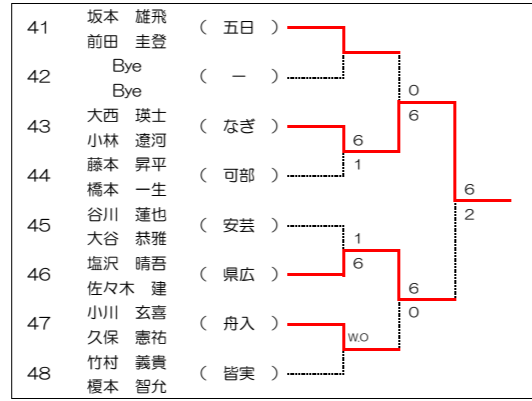 41 坂本 雄飛 前田 圭登 ( 五日 )
42 Bye Bye ( ー )
43 大西 瑛士 小林 遼河 ( なぎ )
44 藤本 昇平 橋本 一生 ( 可部 )
45 谷川 蓮也 大谷 恭雅 ( 安芸 )
46 塩沢 晴吾 佐々木 建 ( 県広 )
47 小川 玄喜 久保 憲祐 ( 舟入 )
48 竹村 義貴 榎本 智允 ( 皆実 )
6
1
1
6
W.O
0
6
6
0
6
2